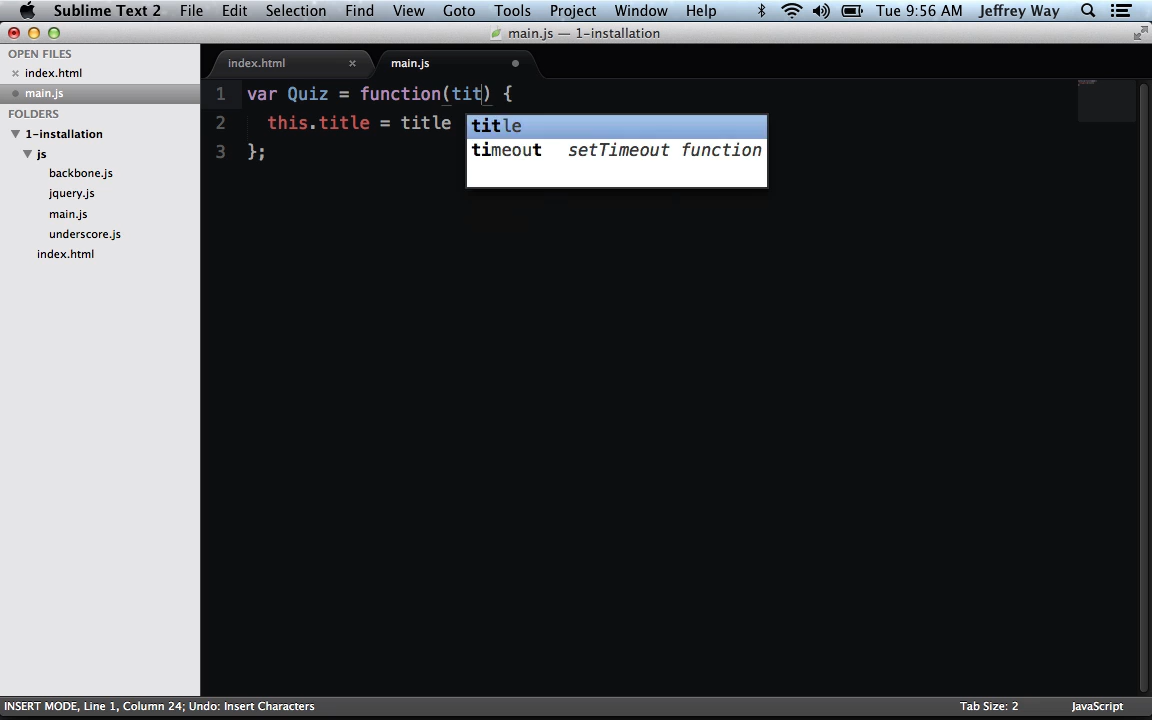 Sublime Text 2 File Edit Selection Find View Goto Tools Project Window Help Tue 9:56 AM Jeffrey Way
main.js — 1-installation
OPEN FILES
index.html
main.js
FOLDERS
1-installation
js
backbone.js
jquery.js
main.js
underscore.js
index.html
index.html main.js
1 var Quiz = function(tit) {
2 this.title = title
3 };
title
timeout setTimeout function
INSERT MODE, Line 1, Column 24; Undo: Insert Characters Tab Size: 2 JavaScript